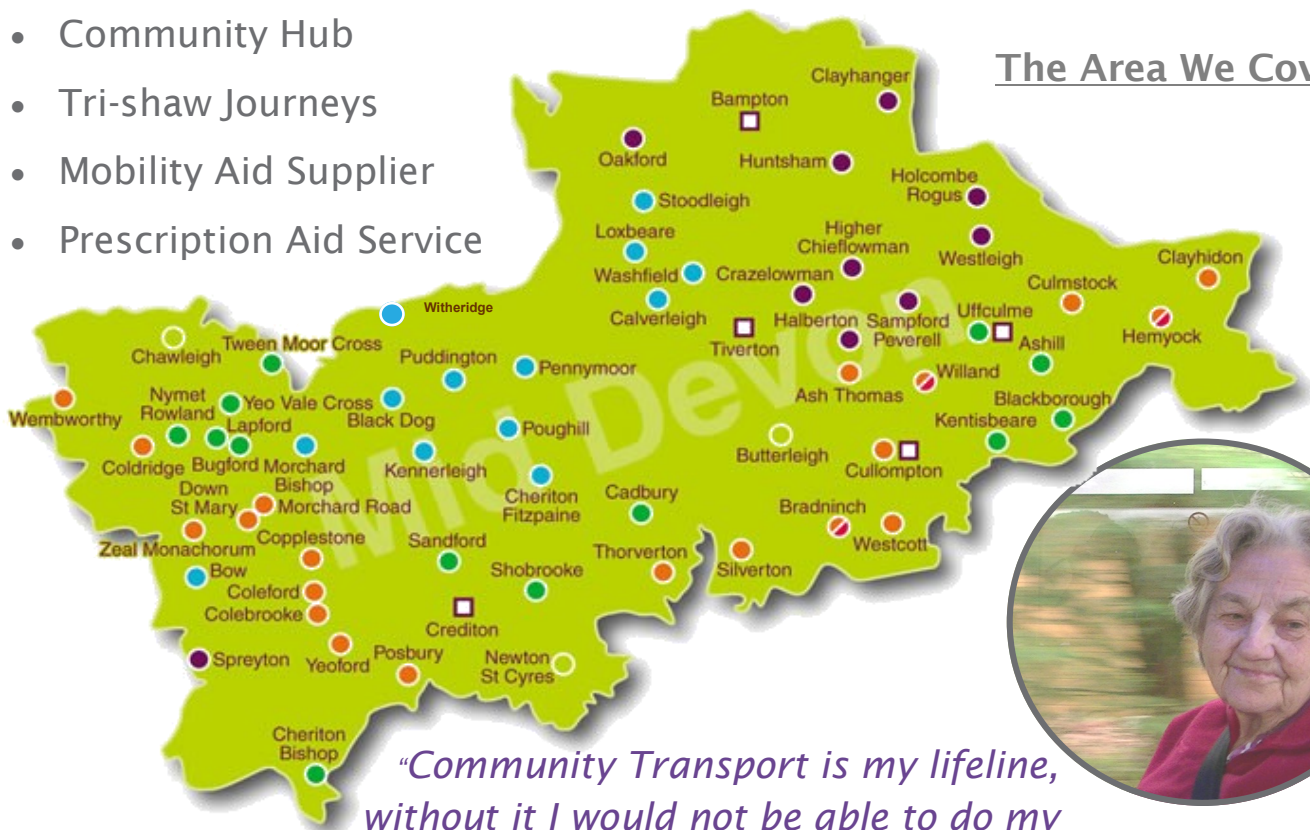 • Community Hub
• Tri-shaw Journeys
• Mobility Aid Supplier
• Prescription Aid Service
The Area We Cov
Clayhanger
Bampton
Oakford
Huntsham
Holcombe
Rogus
Stoodleigh
Loxbeare
Higher
Chieflowman
Westleigh
Washfield
Crazelowman
Clayhidon
Culmstock
Calverleigh
Halberton
Sampford
Peverell
Uffculme
Witheridge
Tiverton
Hemyock
Chawleigh
Tween Moor Cross
Puddington
Pennymoor
Ashill
Ash Thomas
Willand
Nymet
Rowland
Yeo Vale Cross
Black Dog
Blackborough
Wembworthy
Lapford
Poughill
Kentisbeare
Mid Devon
Coldridge
Bugford
Morchard
Bishop
Kennerleigh
Butterleigh
Cullompton
Down
St Mary
Morchard Road
Cheriton
Fitzpaine
Cadbury
Bradninch
Zeal Monachorum
Copplestone
Sandford
Thorverton
Silverton
Westcott
Bow
Shobrooke
Coleford
Colebrooke
Crediton
Spreyton
Yeoford
Posbury
Newton
St Cyres
Cheriton
Bishop
“Community Transport is my lifeline,
without it I would not be able to do my